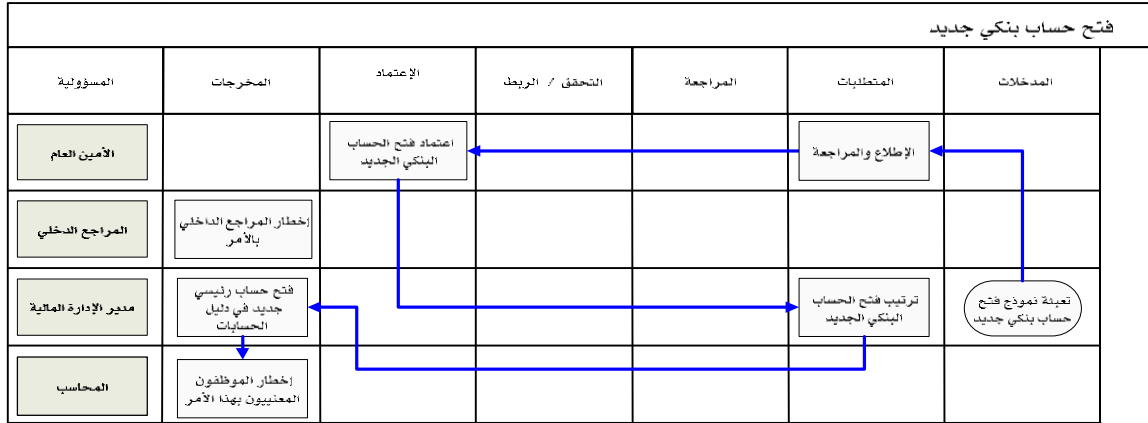 فتح حساب بنكي جديد
المدخلات
المتطلبات
المراجعة
التحقق / الربط
الإعتماد
المخرجات
المسؤولية
الإطلاع والمراجعة
اعتماد فتح الحساب
البنكي الجديد
الأمين العام
إخطار المراجع الداخلي
بالأمر
المراجع الدخلي
تعبئة نموذج فتح
حساب بنكي جديد
ترتيب فتح الحساب
البنكي الجديد
فتح حساب رئيسي
جديد في دليل
الحسابات
مدير الإدارة المالية
إخطار الموظفون
المعنييون بهذا الأمر
المحاسب